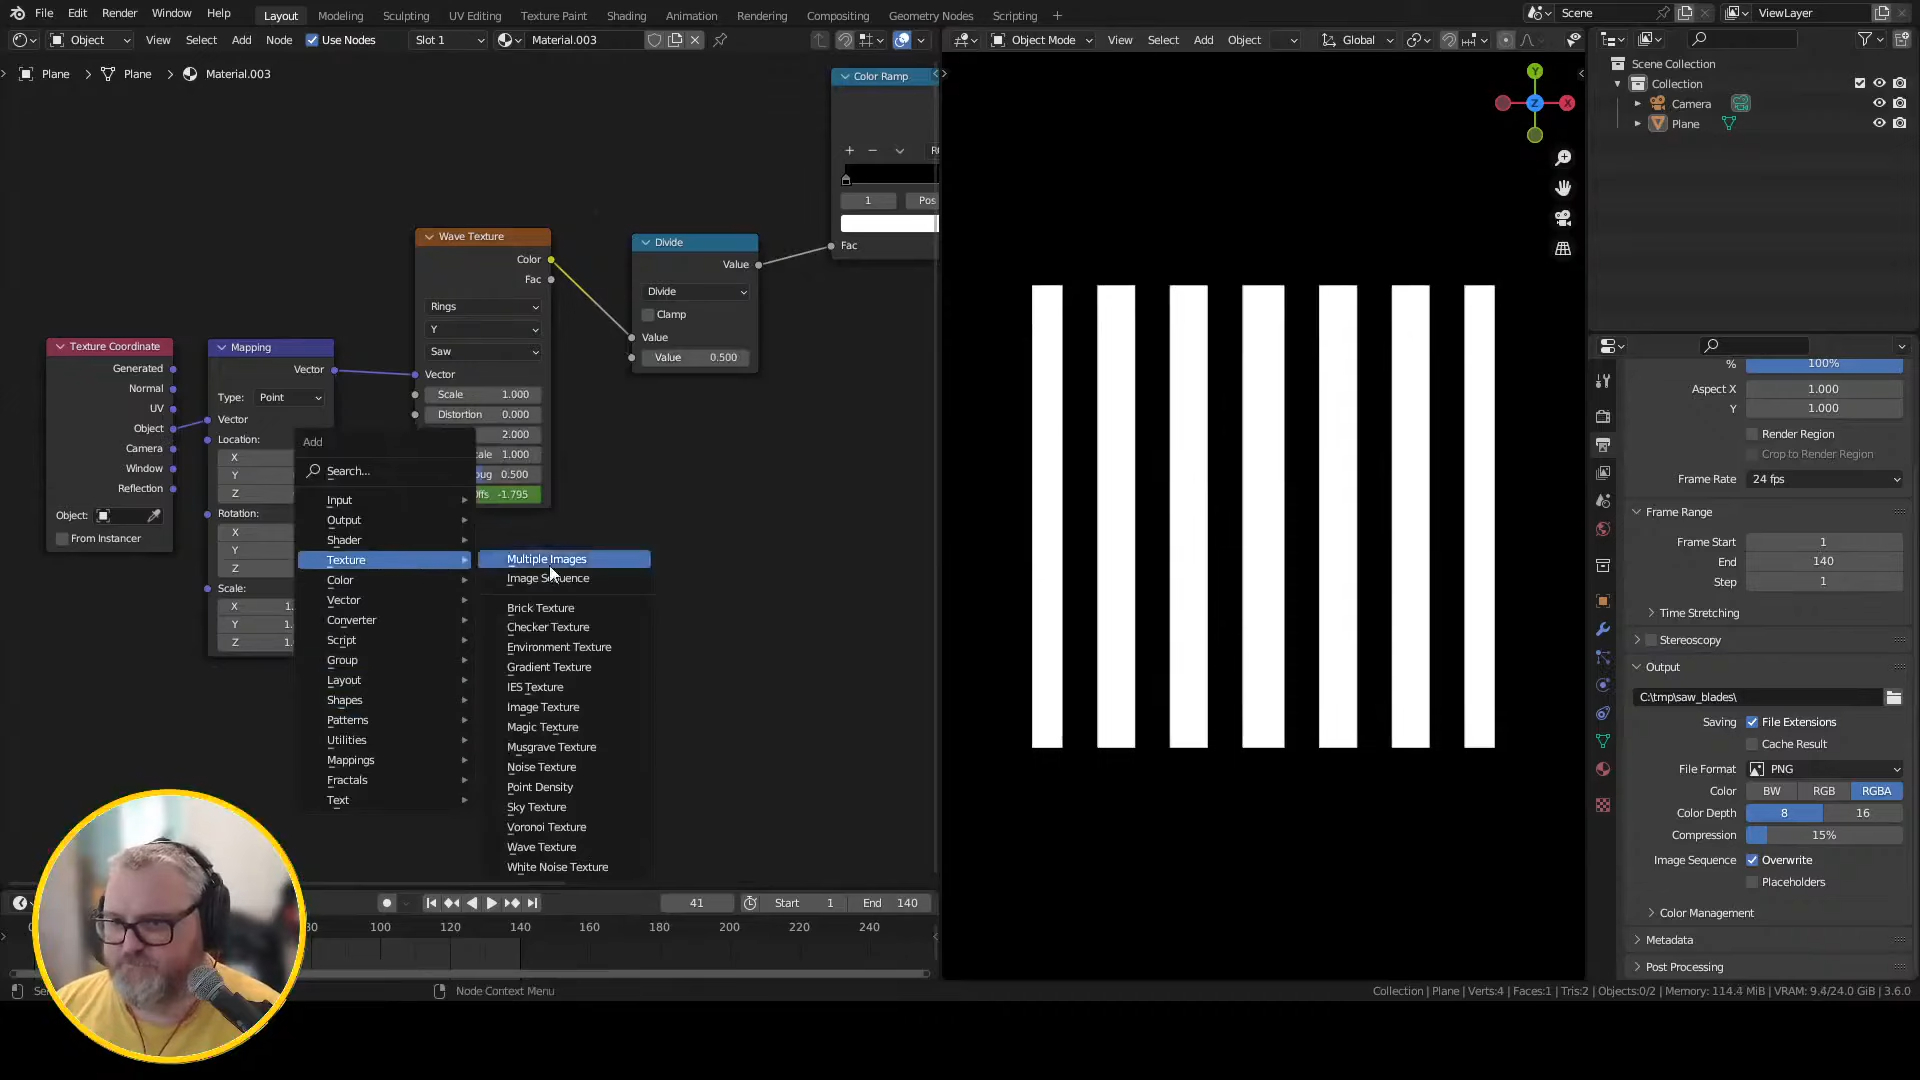 File Edit Render Window Help Layout Modeling Sculpting UV Editing Texture Paint Shading Animation Rendering Compositing Geometry Nodes Scripting + Scene ViewLayer
Object View Select Add Node Use Nodes Slot 1 Material.003
Object Mode View Select Add Object Global
Plane > Plane > Material.003
Scene Collection
Collection
Camera
Plane
Color Ramp
1 Pos
Fac
Wave Texture
Color
Fac
Rings
Y
Saw
Vector
Scale 1.000
Distortion 0.000
2.000
1.000
0.500
-1.795
Divide
Value
Divide
Clamp
Value
Value 0.500
Texture Coordinate
Generated
Normal
UV
Object
Camera
Window
Reflection
Object:
From Instancer
Mapping
Vector
Type: Point
Vector
Location:
X
Y
Z
Rotation:
X
Y
Z
Scale:
X 1.
Y 1.
Z 1.
Add
Search...
Input
Output
Shader
Texture
Color
Vector
Converter
Script
Group
Layout
Shapes
Patterns
Utilities
Mappings
Fractals
Text
Multiple Images
Image Sequence
Brick Texture
Checker Texture
Environment Texture
Gradient Texture
IES Texture
Image Texture
Magic Texture
Musgrave Texture
Noise Texture
Point Density
Sky Texture
Voronoi Texture
Wave Texture
White Noise Texture
Y
Z X
% 100%
Aspect X 1.000
Y 1.000
Render Region
Crop to Render Region
Frame Rate 24 fps
Frame Range
Frame Start 1
End 140
Step 1
Time Stretching
Stereoscopy
Output
C:\tmp\saw_blades\
Saving File Extensions
Cache Result
File Format PNG
Color BW RGB RGBA
Color Depth 8 16
Compression 15%
Image Sequence Overwrite
Placeholders
Color Management
Metadata
Post Processing
41 Start 1 End 140
80 100 120 140 160 180 200 220 240
Node Context Menu
Collection | Plane | Verts:4 | Faces:1 | Tris:2 | Objects:0/2 | Memory: 114.4 MiB | VRAM: 9.4/24.0 GiB | 3.6.0